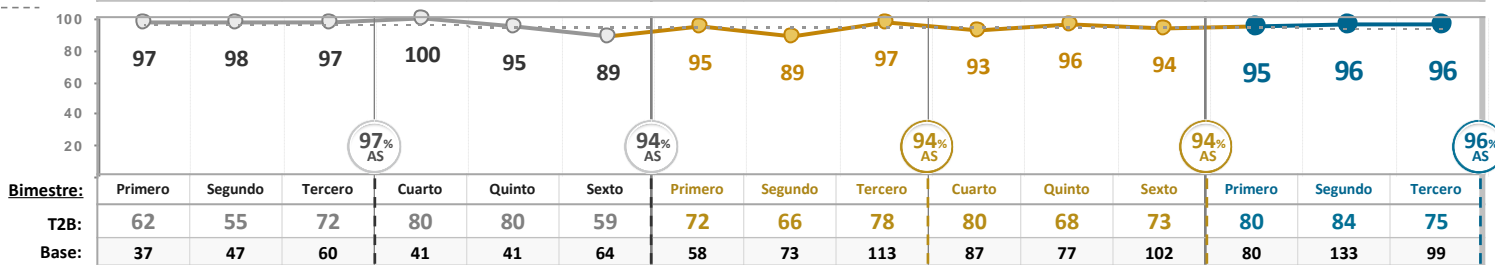 100
80
60
40
20
97 98 97 100 95 89 95 89 97 93 96 94 95 96 96
97% AS 94% AS 94% AS 94% AS 96% AS
Bimestre: Primero Segundo Tercero Cuarto Quinto Sexto Primero Segundo Tercero Cuarto Quinto Sexto Primero Segundo Tercero
T2B: 62 55 72 80 80 59 72 66 78 80 68 73 80 84 75
Base: 37 47 60 41 41 64 58 73 113 87 77 102 80 133 99